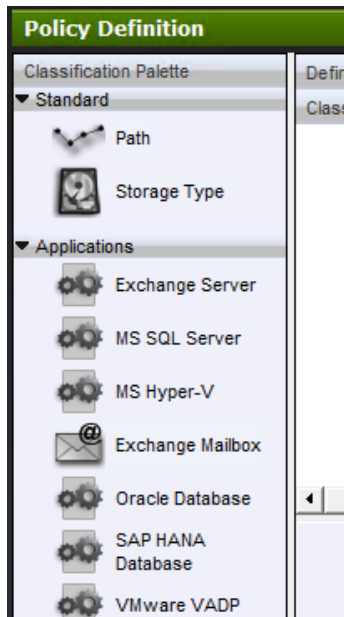 Policy Definition
Classification Palette
Standard
Path
Storage Type
Applications
Exchange Server
MS SQL Server
MS Hyper-V
@
Exchange Mailbox
Oracle Database
SAP HANA
Database
VMware VADP